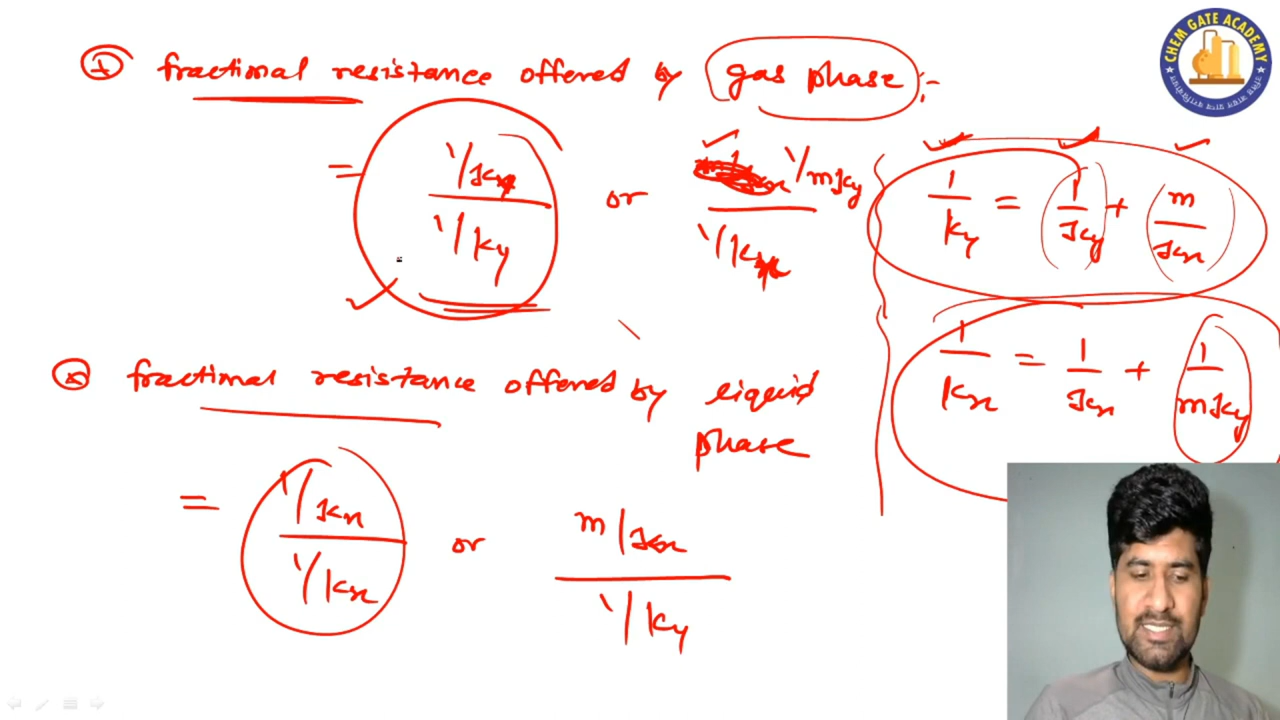 CHEM GATE ACADEMY
① fractional resistance offered by gas phase :-
= (1/ky) / (1/Ky) or (1/mky) / (1/Kx)
1/Ky = 1/ky + m/kx
1/Kx = 1/kx + 1/mky
② fractional resistance offered by liquid
phase
= (1/kx) / (1/Kx) or (m/kx) / (1/Ky)